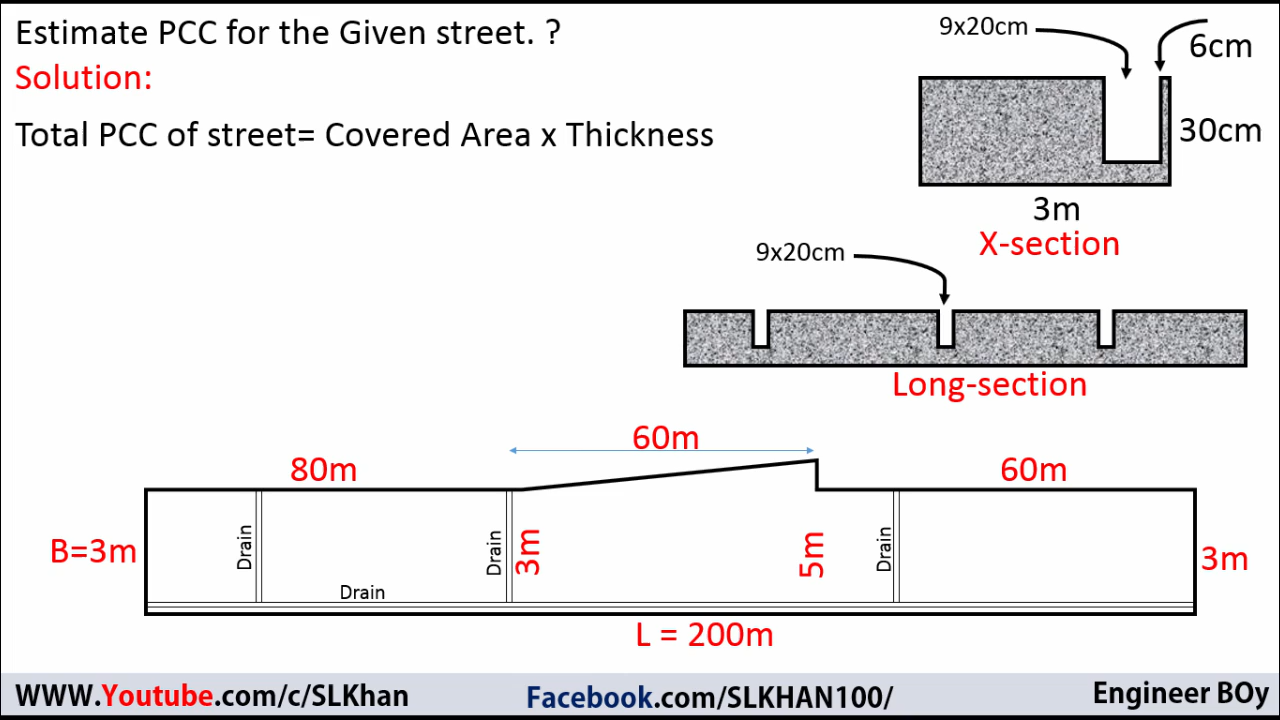 Estimate PCC for the Given street. ?
Solution:
Total PCC of street= Covered Area x Thickness
9x20cm
6cm
30cm
3m
X-section
9x20cm
Long-section
60m
80m
60m
B=3m
Drain
Drain
3m
5m
Drain
3m
Drain
L = 200m
WWW.Youtube.com/c/SLKhan
Facebook.com/SLKHAN100/
Engineer BOy